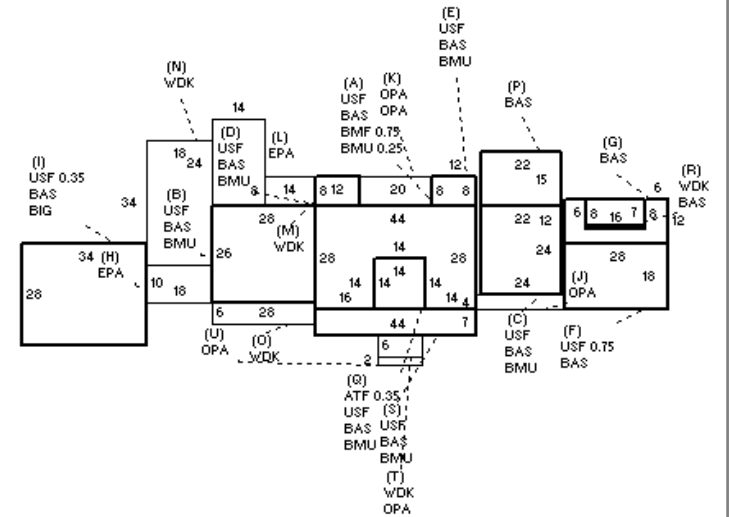 (E)
USF
BAS
BMU
(N)
WDK
(A)
USF
BAS
BMF 0.75
BMU 0.25
(K)
OPA
OPA
(P)
BAS
14
(D)
USF
BAS
BMU
(L)
EPA
18
24
(G)
BAS
(I)
USF 0.35
BAS
BIG
12
22
15
(R)
WDK
BAS
6
34
(B)
USF
BAS
BMU
8
14
8 12
20
8 8
28
44
22 12
6 8 16 7 8
12
(M)
WDK
34
(H)
EPA
26
14
28
28
24
28
14
28
10
18
14 14
14
16
14
4
24
(J)
OPA
18
6 28
44
7
(U)
OPA
(O)
WDK
6
2
(C)
USF
BAS
BMU
(F)
USF 0.75
BAS
(Q)
ATF 0.35
USF
BAS
BMU
(S)
USF
BAS
BMU
(T)
WDK
OPA